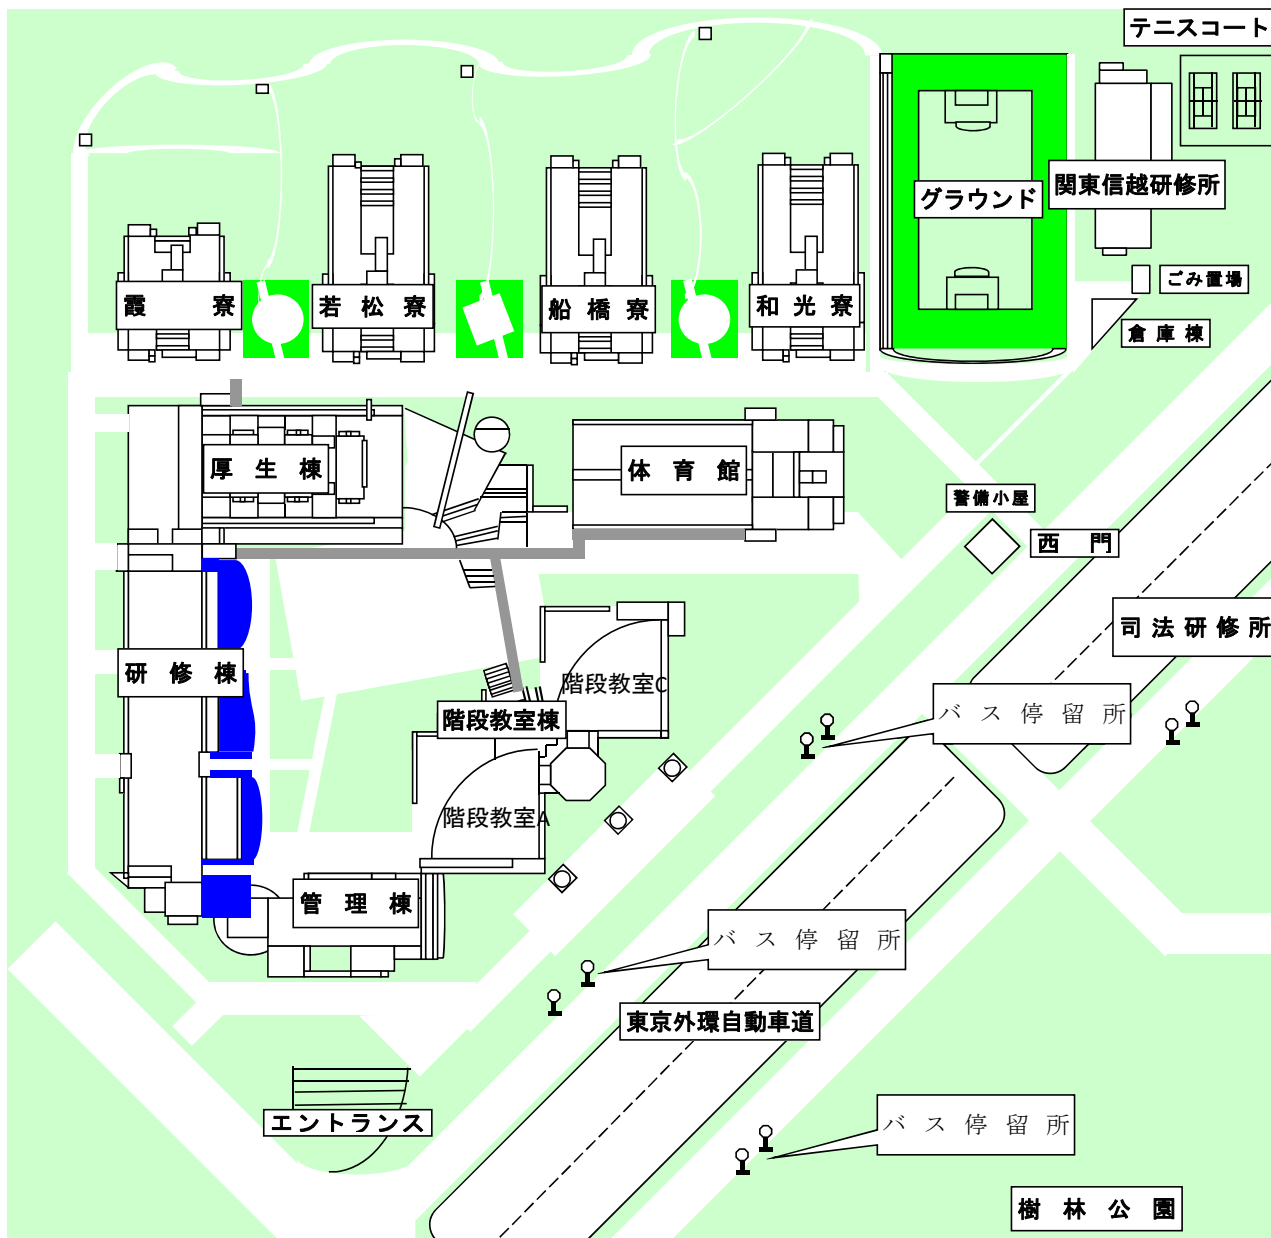 テニスコート
関東信越研修所
グラウンド
ごみ置場
霞 寮
若松寮
船橋寮
和光寮
倉庫棟
厚生棟
体育館
警備小屋
西門
司法研修所
研修棟
階段教室C
バス停留所
階段教室棟
階段教室A
管理棟
バス停留所
東京外環自動車道
エントランス
バス停留所
樹林公園